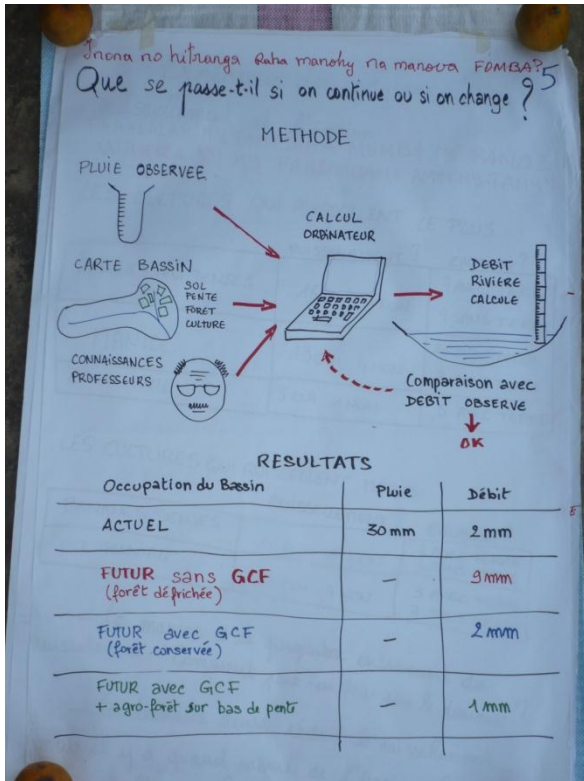 Inona no hitranga Raha manohy na manova FOMBA?
5
Que se passe-t-il si on continue ou si on change ?
METHODE
PLUIE OBSERVEE
CALCUL
ORDINATEUR
CARTE BASSIN
SOL
PENTE
FORET
CULTURE
DEBIT
RIVIERE
CALCULE
CONNAISSANCES
PROFESSEURS
Comparaison avec
DEBIT OBSERVE
OK
RESULTATS
Occupation du Bassin Pluie Débit
ACTUEL 30 mm 2 mm
FUTUR sans GCF — 9 mm
(forêt défrichée)
FUTUR avec GCF — 2 mm
(forêt conservée)
FUTUR avec GCF
+ agro-forêt sur bas de pente — 1 mm